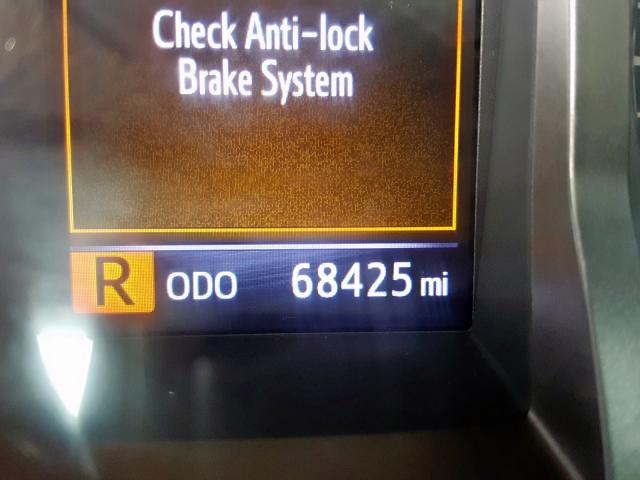 Check Anti-lock
Brake System
R ODO 68425 mi